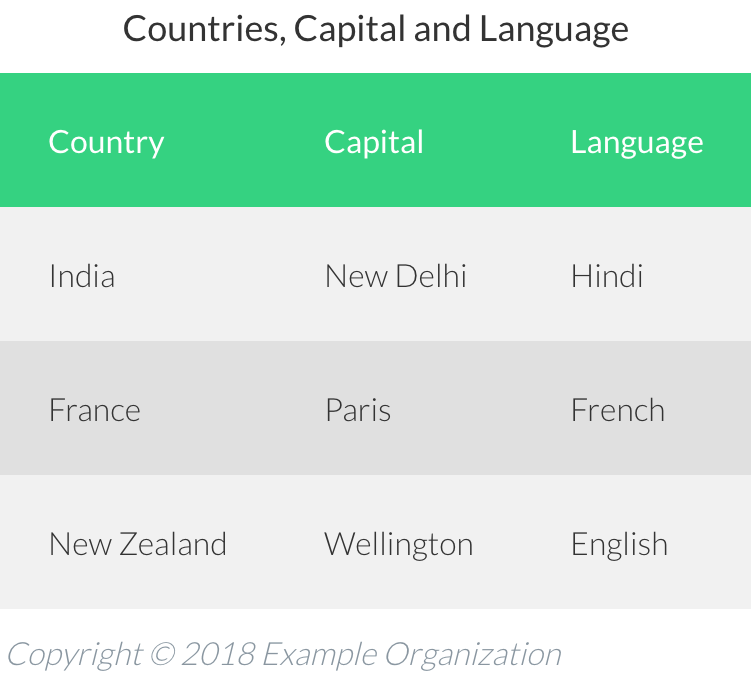 Countries, Capital and Language
Country Capital Language
India New Delhi Hindi
France Paris French
New Zealand Wellington English
Copyright © 2018 Example Organization